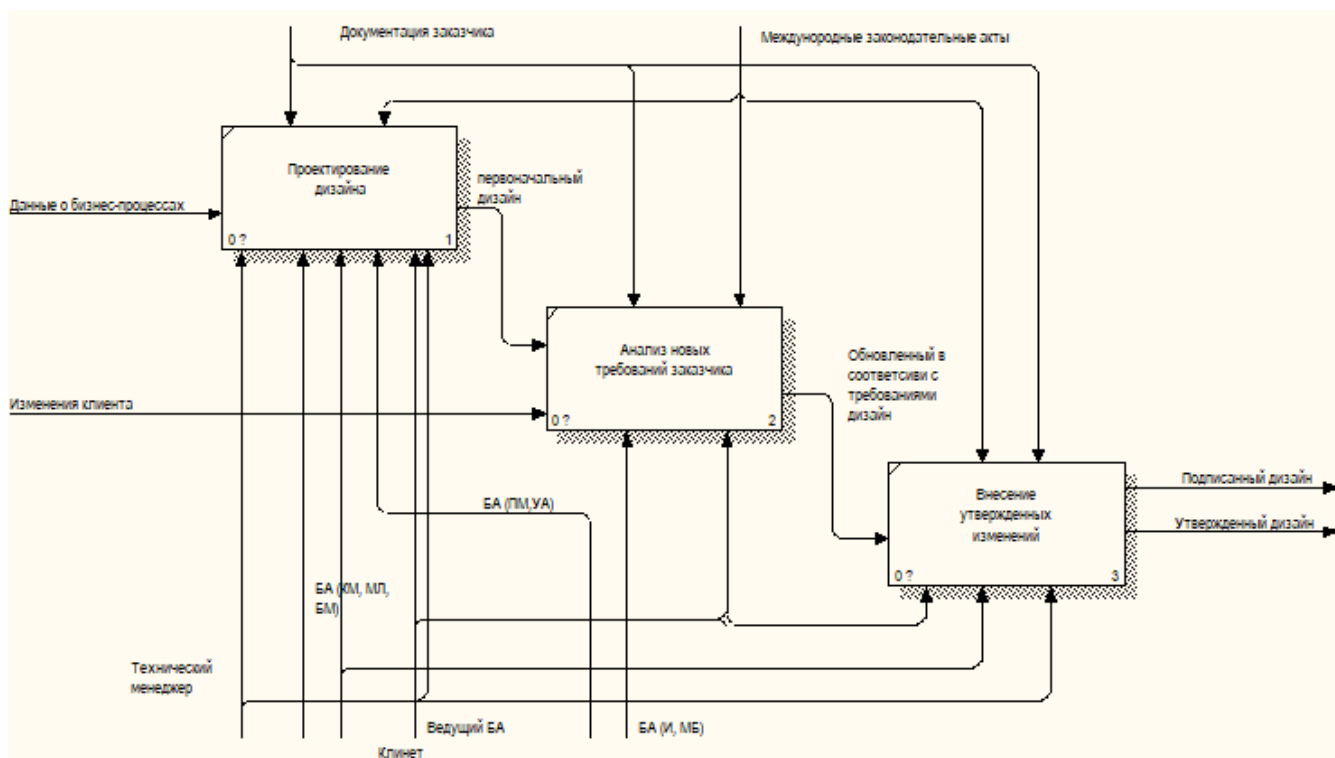 Документация заказчика
Международные законодательные акты
Проектирование
дизайна
0 ?
1
первоначальный
дизайн
Данные о бизнес-процессах
Анализ новых
требований заказчика
0 ?
2
Изменения клиента
Обновленный в
соответсиви с
требованиями
дизайн
Внесение
утвержденных
изменений
0 ?
3
Подписанный дизайн
Утвержденный дизайн
БА (ПМ,УА)
БА (КМ, МЛ,
БМ)
Технический
менеджер
Ведущий БА
БА (И, МБ)
Клинет